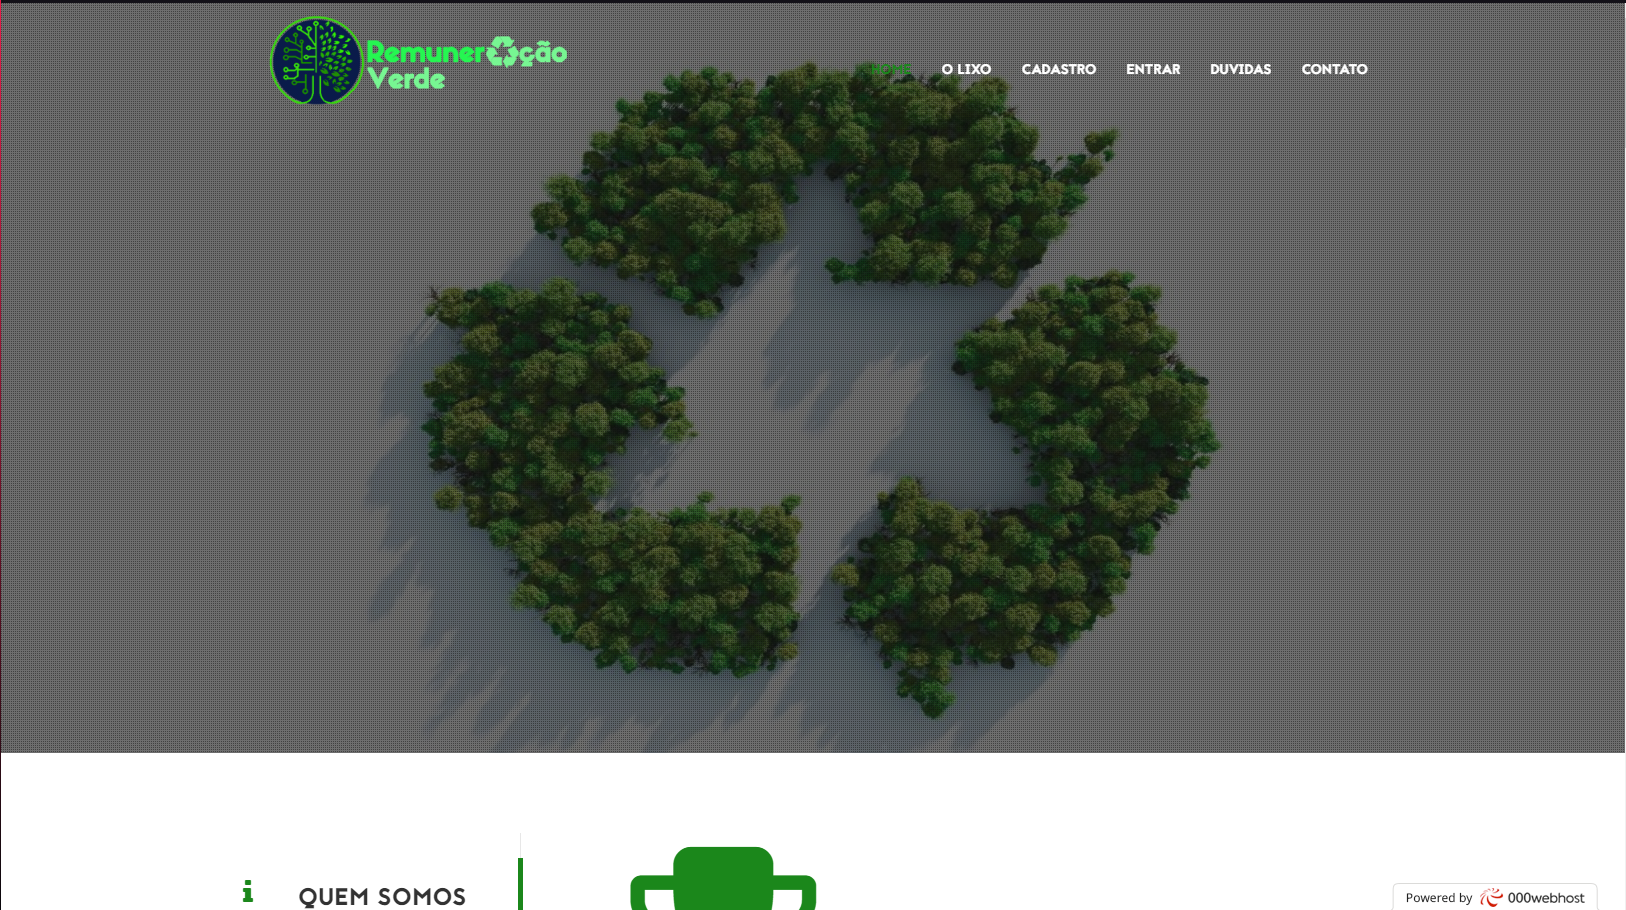 Remuner♻ção
Verde
HOME
O LIXO
CADASTRO
ENTRAR
DUVIDAS
CONTATO
QUEM SOMOS
Powered by 000webhost